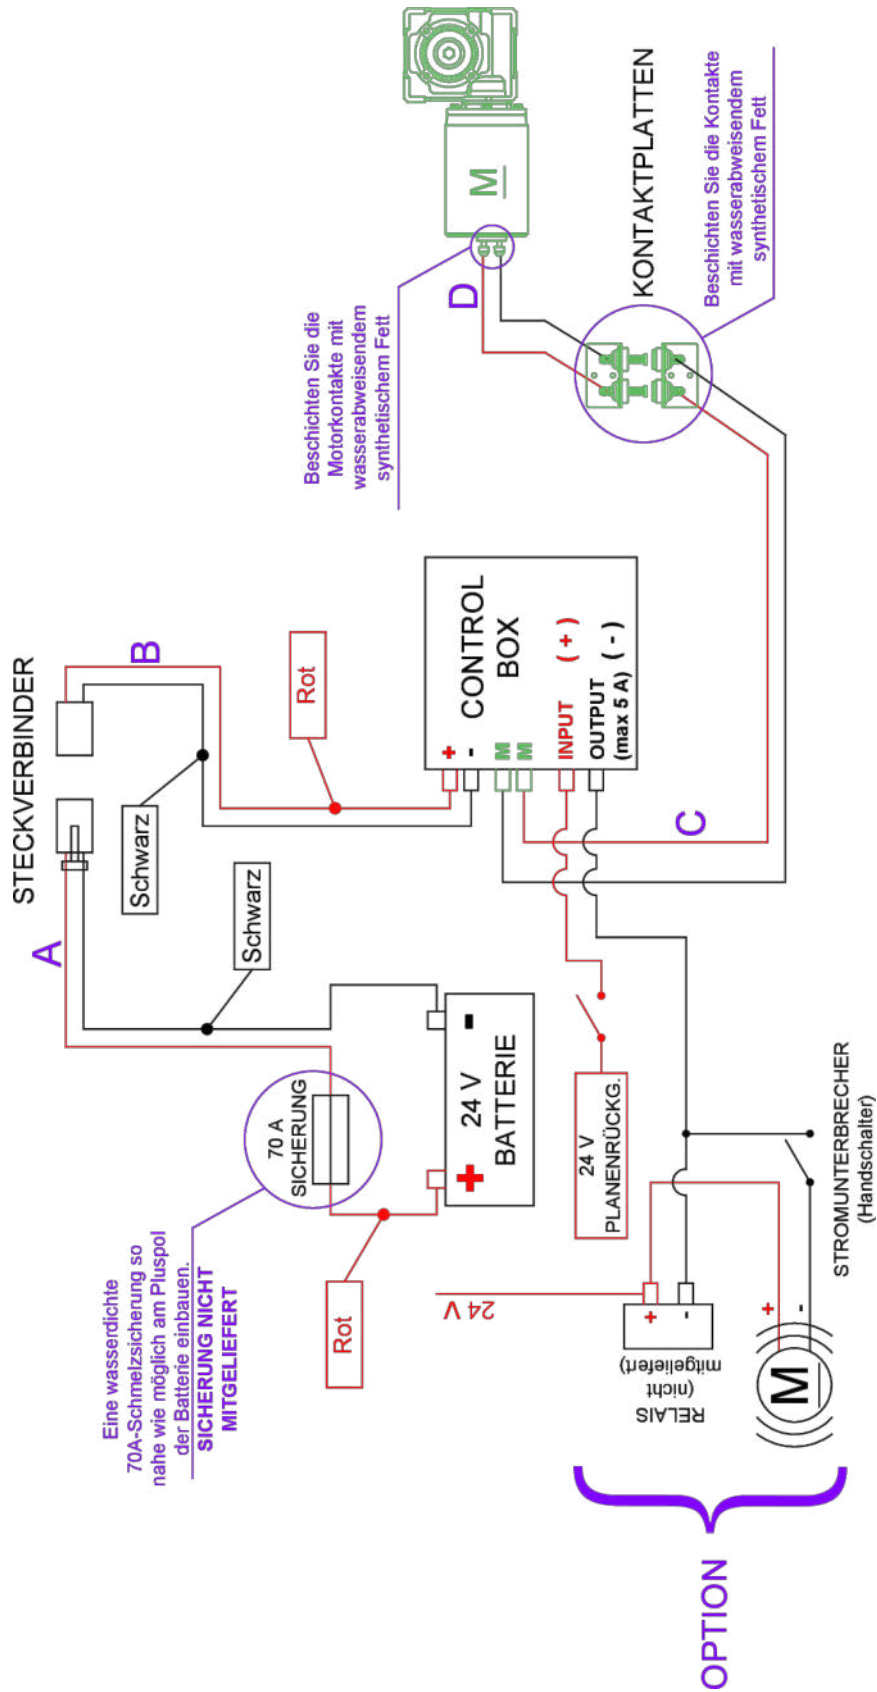 STECKVERBINDER
A
B
Schwarz
Schwarz
Rot
Eine wasserdichte
70A-Schmelzsicherung so
nahe wie möglich am Pluspol
der Batterie einbauen.
SICHERUNG NICHT
MITGELIEFERT
70 A
SICHERUNG
Rot
+
-
24 V
BATTERIE
Beschichten Sie die
Motorkontakte mit
wasserabweisendem
synthetischem Fett
D
M
KONTAKTPLATTEN
Beschichten Sie die Kontakte
mit wasserabweisendem
synthetischem Fett
+
-
CONTROL
BOX
M
M
INPUT (+)
OUTPUT (-)
(max 5 A)
C
24 V
PLANENRÜCKG.
24 V
+
-
RELAIS
(nicht
mitgeliefert)
+
-
M
STROMUNTERBRECHER
(Handschalter)
OPTION